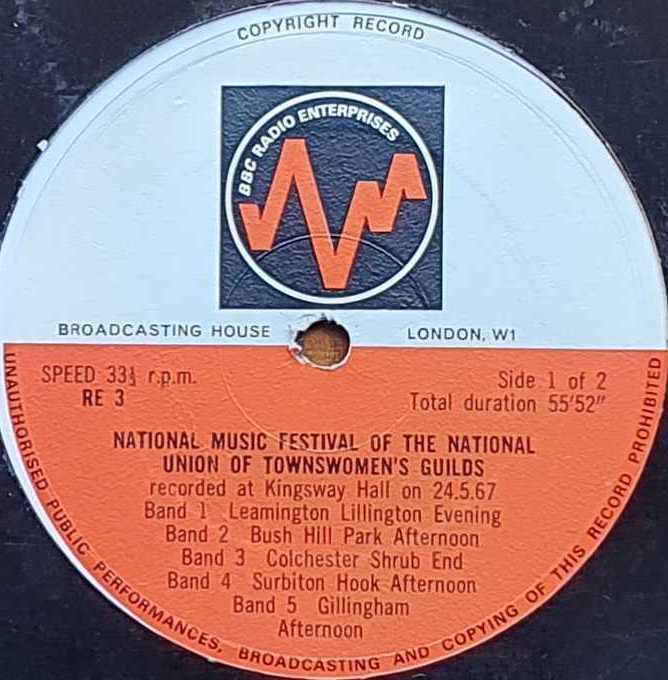 COPYRIGHT RECORD
BBC RADIO ENTERPRISES
BROADCASTING HOUSE LONDON, W1
SPEED 33⅓ r.p.m. Side 1 of 2
RE 3 Total duration 55'52"
NATIONAL MUSIC FESTIVAL OF THE NATIONAL
UNION OF TOWNSWOMEN'S GUILDS
recorded at Kingsway Hall on 24.5.67
Band 1 Leamington Lillington Evening
Band 2 Bush Hill Park Afternoon
Band 3 Colchester Shrub End
Band 4 Surbiton Hook Afternoon
Band 5 Gillingham
Afternoon
UNAUTHORISED PUBLIC PERFORMANCES, BROADCASTING AND COPYING OF THIS RECORD PROHIBITED